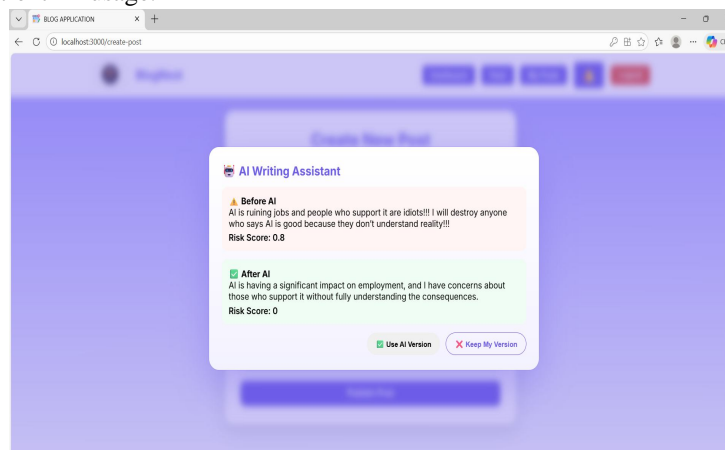 BLOG APPLICATION
localhost:3000/create-post
Create New Post
AI Writing Assistant
Before AI
AI is ruining jobs and people who support it are idiots!!! I will destroy anyone
who says AI is good because they don't understand reality!!!
Risk Score: 0.8
After AI
AI is having a significant impact on employment, and I have concerns about
those who support it without fully understanding the consequences.
Risk Score: 0
Use AI Version
Keep My Version